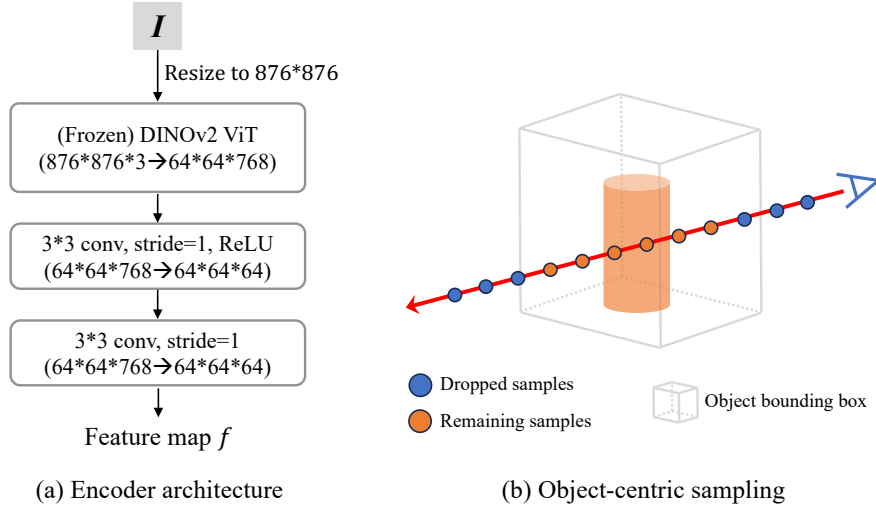 I
Resize to 876*876
(Frozen) DINOv2 ViT
(876*876*3→64*64*768)
3*3 conv, stride=1, ReLU
(64*64*768→64*64*64)
3*3 conv, stride=1
(64*64*768→64*64*64)
Feature map f
(a) Encoder architecture
Dropped samples
Remaining samples
Object bounding box
(b) Object-centric sampling